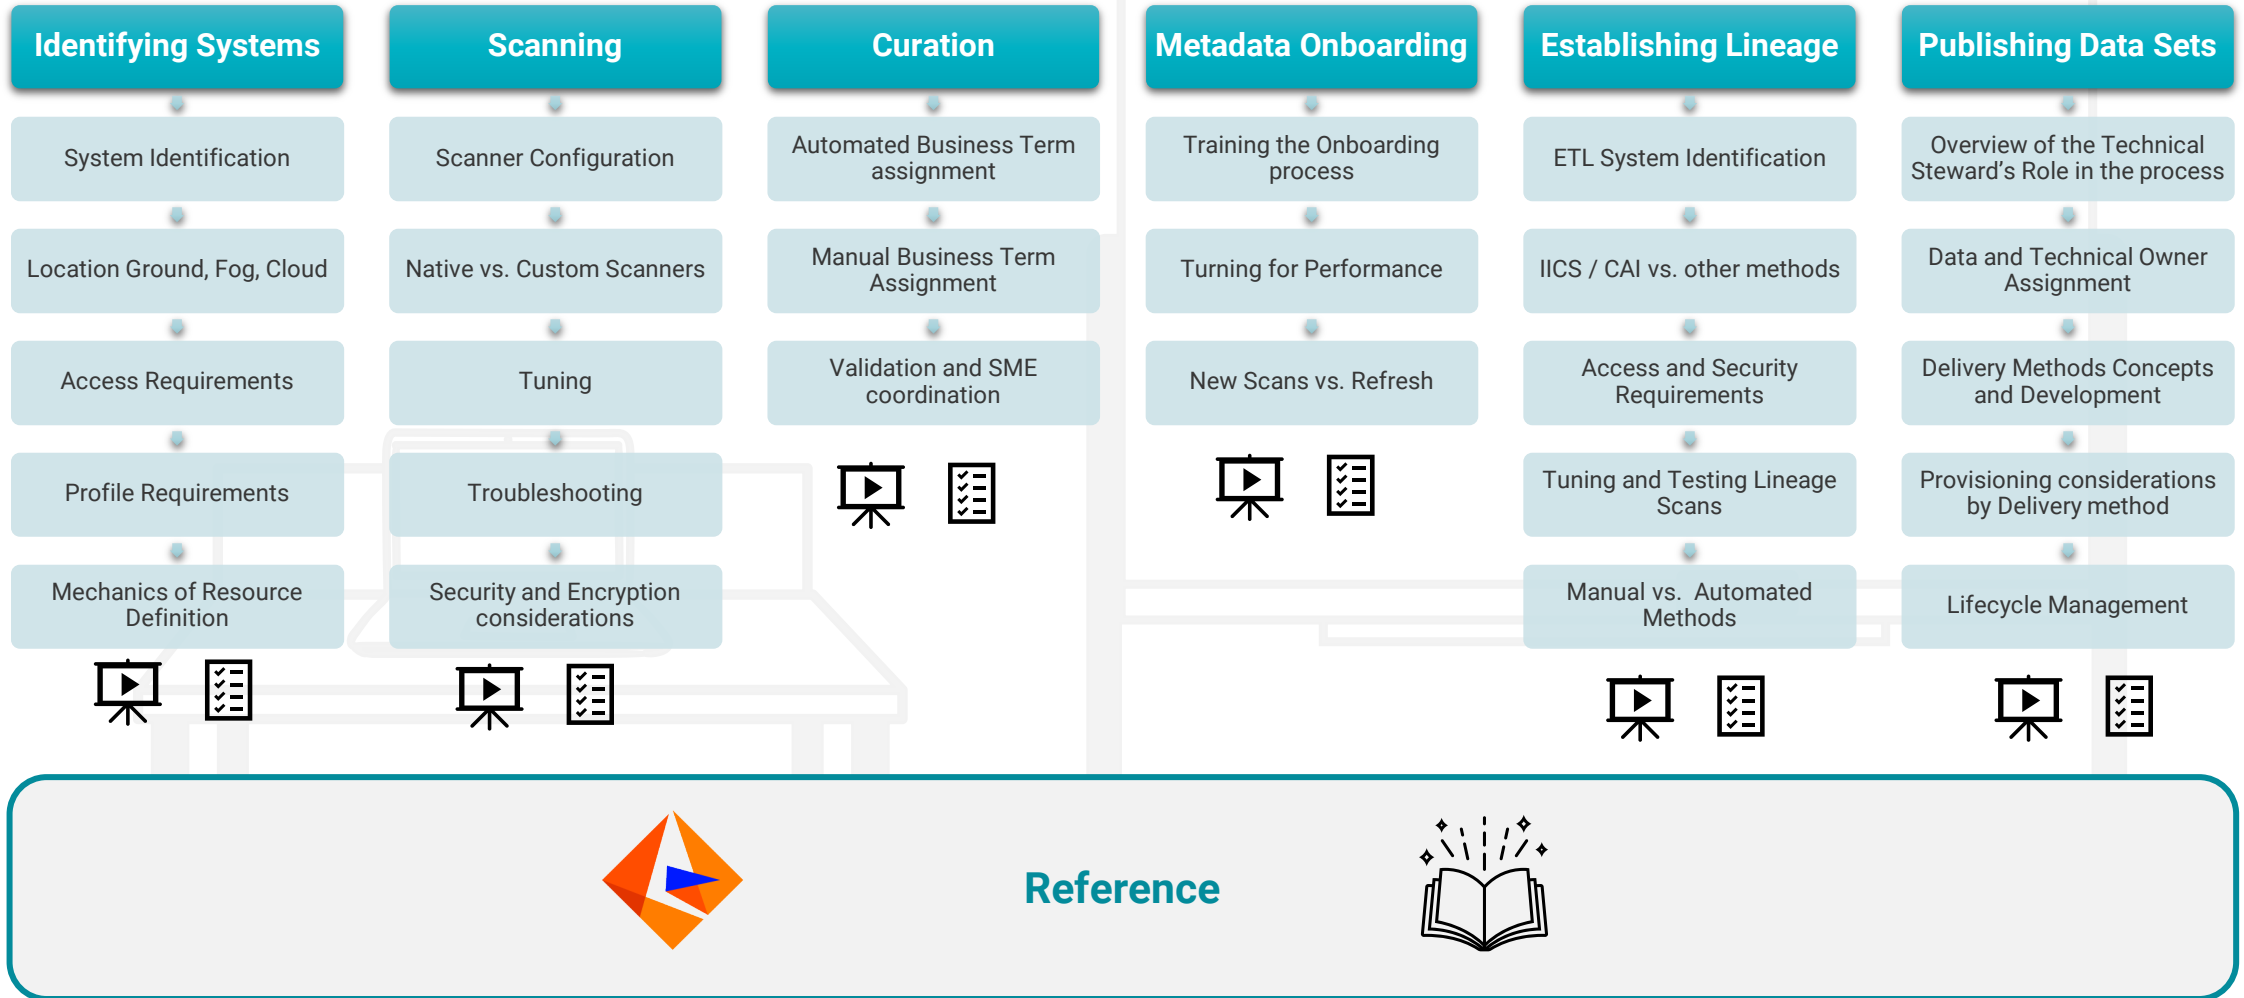 Identifying Systems
System Identification
Location Ground, Fog, Cloud
Access Requirements
Profile Requirements
Mechanics of Resource
Definition
Scanning
Scanner Configuration
Native vs. Custom Scanners
Tuning
Troubleshooting
Security and Encryption
considerations
Curation
Automated Business Term
assignment
Manual Business Term
Assignment
Validation and SME
coordination
Metadata Onboarding
Training the Onboarding
process
Turning for Performance
New Scans vs. Refresh
Establishing Lineage
ETL System Identification
IICS / CAI vs. other methods
Access and Security
Requirements
Tuning and Testing Lineage
Scans
Manual vs. Automated
Methods
Publishing Data Sets
Overview of the Technical
Steward’s Role in the process
Data and Technical Owner
Assignment
Delivery Methods Concepts
and Development
Provisioning considerations
by Delivery method
Lifecycle Management
Reference